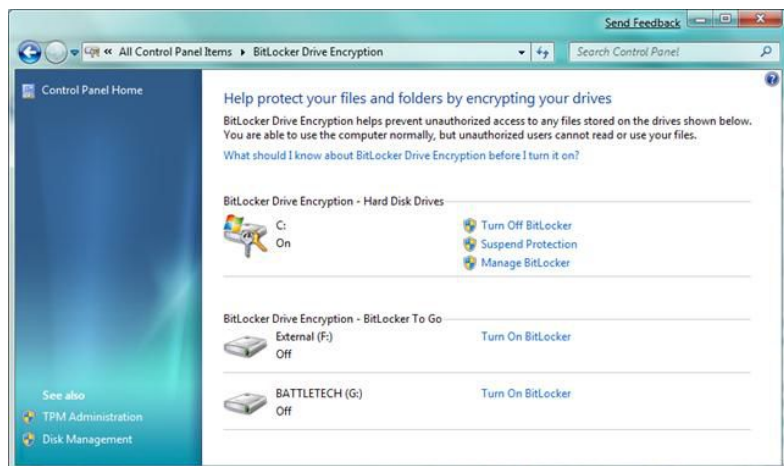 Send Feedback
« All Control Panel Items ▸ BitLocker Drive Encryption
Search Control Panel
Control Panel Home
Help protect your files and folders by encrypting your drives
BitLocker Drive Encryption helps prevent unauthorized access to any files stored on the drives shown below.
You are able to use the computer normally, but unauthorized users cannot read or use your files.
What should I know about BitLocker Drive Encryption before I turn it on?
BitLocker Drive Encryption - Hard Disk Drives
C:
On
Turn Off BitLocker
Suspend Protection
Manage BitLocker
BitLocker Drive Encryption - BitLocker To Go
External (F:)
Off
Turn On BitLocker
BATTLETECH (G:)
Off
Turn On BitLocker
See also
TPM Administration
Disk Management